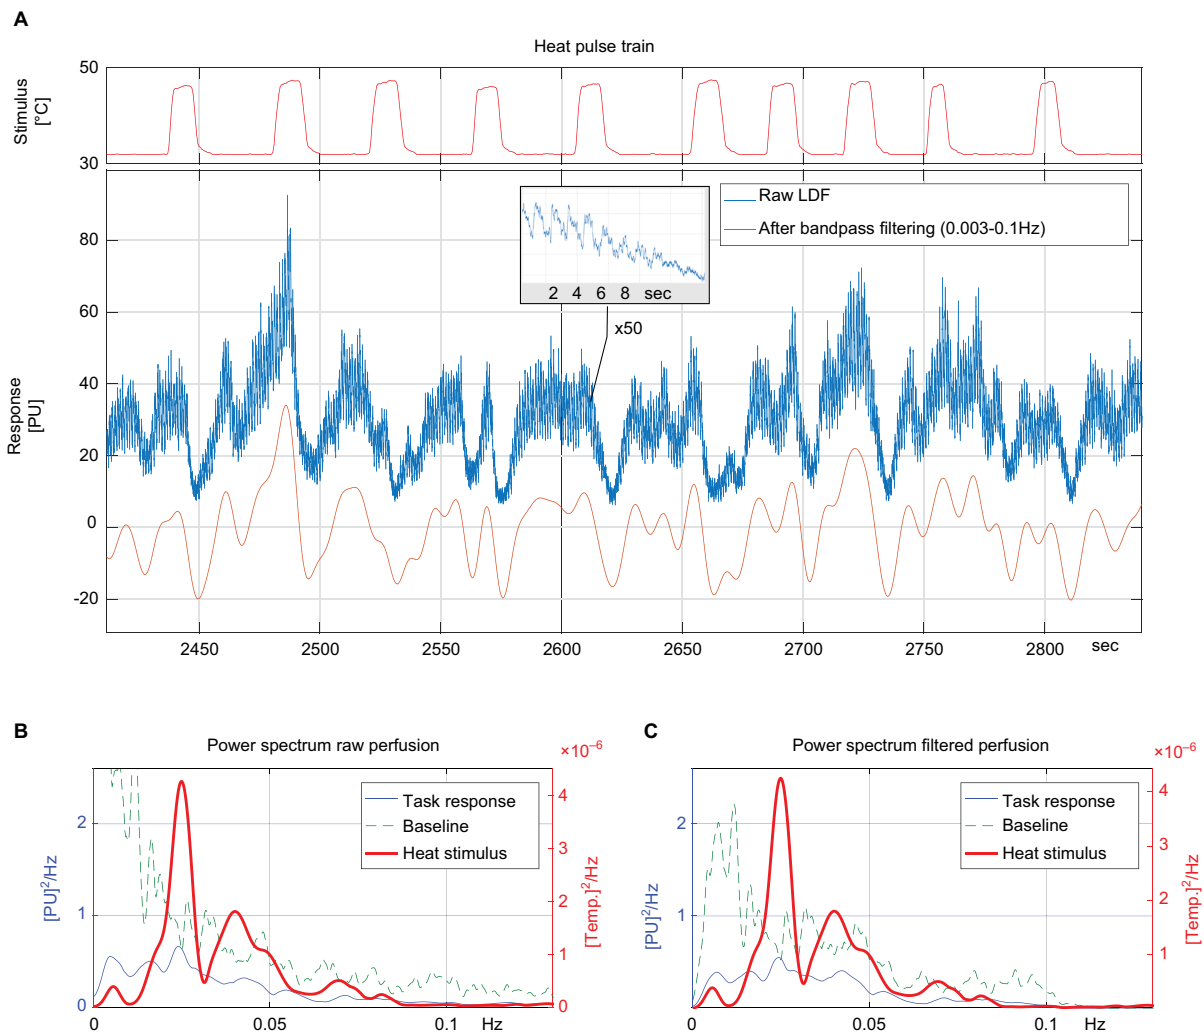 A
Heat pulse train
50
30
Stimulus
[°C]
80
60
40
20
0
-20
Response
[PU]
Raw LDF
After bandpass filtering (0.003-0.1Hz)
2 4 6 8 sec
x50
2450 2500 2550 2600 2650 2700 2750 2800 sec
B
Power spectrum raw perfusion
×10⁻⁶
Task response
Baseline
Heat stimulus
[PU]²/Hz
2
1
0
[Temp.]²/Hz
4
3
2
1
0
0 0.05 0.1 Hz
C
Power spectrum filtered perfusion
×10⁻⁶
Task response
Baseline
Heat stimulus
[PU]²/Hz
2
1
0
[Temp.]²/Hz
4
3
2
1
0 0.05 0.1 Hz